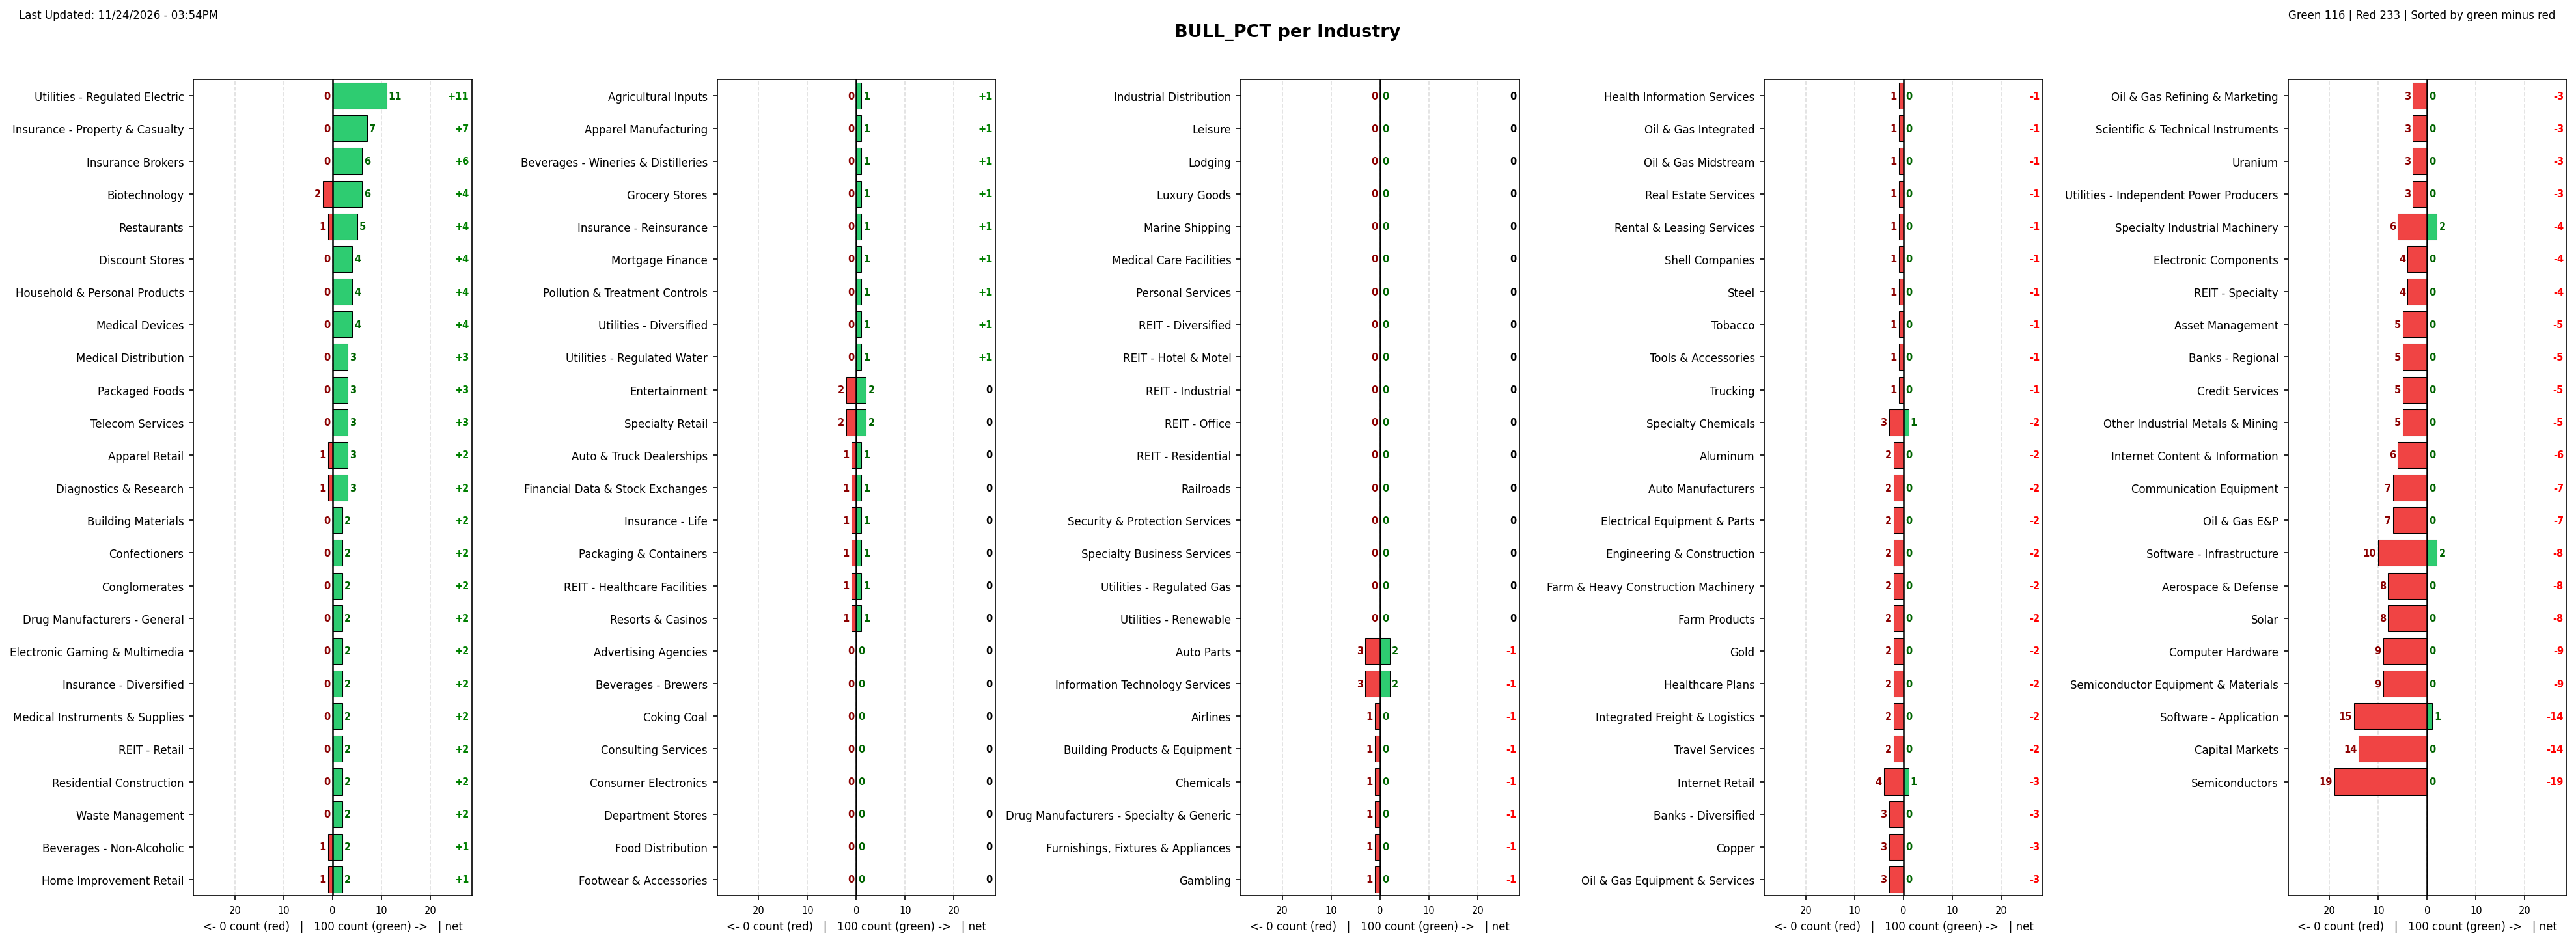 Last Updated: 11/24/2026 - 03:54PM
Green 116 | Red 233 | Sorted by green minus red
BULL_PCT per Industry
Utilities - Regulated Electric 0 11 +11
Insurance - Property & Casualty 0 7 +7
Insurance Brokers 0 6 +6
Biotechnology 2 6 +4
Restaurants 1 5 +4
Discount Stores 0 4 +4
Household & Personal Products 0 4 +4
Medical Devices 0 4 +4
Medical Distribution 0 3 +3
Packaged Foods 0 3 +3
Telecom Services 0 3 +3
Apparel Retail 1 3 +2
Diagnostics & Research 1 3 +2
Building Materials 0 2 +2
Confectioners 0 2 +2
Conglomerates 0 2 +2
Drug Manufacturers - General 0 2 +2
Electronic Gaming & Multimedia 0 2 +2
Insurance - Diversified 0 2 +2
Medical Instruments & Supplies 0 2 +2
REIT - Retail 0 2 +2
Residential Construction 0 2 +2
Waste Management 0 2 +2
Beverages - Non-Alcoholic 1 2 +1
Home Improvement Retail 1 2 +1
20 10 0 10 20
<- 0 count (red) | 100 count (green) -> | net
Agricultural Inputs 0 1 +1
Apparel Manufacturing 0 1 +1
Beverages - Wineries & Distilleries 0 1 +1
Grocery Stores 0 1 +1
Insurance - Reinsurance 0 1 +1
Mortgage Finance 0 1 +1
Pollution & Treatment Controls 0 1 +1
Utilities - Diversified 0 1 +1
Utilities - Regulated Water 0 1 +1
Entertainment 2 2 0
Specialty Retail 2 2 0
Auto & Truck Dealerships 1 1 0
Financial Data & Stock Exchanges 1 1 0
Insurance - Life 1 1 0
Packaging & Containers 1 1 0
REIT - Healthcare Facilities 1 1 0
Resorts & Casinos 1 1 0
Advertising Agencies 0 0 0
Beverages - Brewers 0 0 0
Coking Coal 0 0 0
Consulting Services 0 0 0
Consumer Electronics 0 0 0
Department Stores 0 0 0
Food Distribution 0 0 0
Footwear & Accessories 0 0 0
20 10 0 10 20
<- 0 count (red) | 100 count (green) -> | net
Industrial Distribution 0 0 0
Leisure 0 0 0
Lodging 0 0 0
Luxury Goods 0 0 0
Marine Shipping 0 0 0
Medical Care Facilities 0 0 0
Personal Services 0 0 0
REIT - Diversified 0 0 0
REIT - Hotel & Motel 0 0 0
REIT - Industrial 0 0 0
REIT - Office 0 0 0
REIT - Residential 0 0 0
Railroads 0 0 0
Security & Protection Services 0 0 0
Specialty Business Services 0 0 0
Utilities - Regulated Gas 0 0 0
Utilities - Renewable 0 0 0
Auto Parts 3 2 -1
Information Technology Services 3 2 -1
Airlines 1 0 -1
Building Products & Equipment 1 0 -1
Chemicals 1 0 -1
Drug Manufacturers - Specialty & Generic 1 0 -1
Furnishings, Fixtures & Appliances 1 0 -1
Gambling 1 0 -1
20 10 0 10 20
<- 0 count (red) | 100 count (green) -> | net
Health Information Services 1 0 -1
Oil & Gas Integrated 1 0 -1
Oil & Gas Midstream 1 0 -1
Real Estate Services 1 0 -1
Rental & Leasing Services 1 0 -1
Shell Companies 1 0 -1
Steel 1 0 -1
Tobacco 1 0 -1
Tools & Accessories 1 0 -1
Trucking 1 0 -1
Specialty Chemicals 3 1 -2
Aluminum 2 0 -2
Auto Manufacturers 2 0 -2
Electrical Equipment & Parts 2 0 -2
Engineering & Construction 2 0 -2
Farm & Heavy Construction Machinery 2 0 -2
Farm Products 2 0 -2
Gold 2 0 -2
Healthcare Plans 2 0 -2
Integrated Freight & Logistics 2 0 -2
Travel Services 2 0 -2
Internet Retail 4 1 -3
Banks - Diversified 3 0 -3
Copper 3 0 -3
Oil & Gas Equipment & Services 3 0 -3
20 10 0 10 20
<- 0 count (red) | 100 count (green) -> | net
Oil & Gas Refining & Marketing 3 0 -3
Scientific & Technical Instruments 3 0 -3
Uranium 3 0 -3
Utilities - Independent Power Producers 3 0 -3
Specialty Industrial Machinery 6 2 -4
Electronic Components 4 0 -4
REIT - Specialty 4 0 -4
Asset Management 5 0 -5
Banks - Regional 5 0 -5
Credit Services 5 0 -5
Other Industrial Metals & Mining 5 0 -5
Internet Content & Information 6 0 -6
Communication Equipment 7 0 -7
Oil & Gas E&P 7 0 -7
Software - Infrastructure 10 2 -8
Aerospace & Defense 8 0 -8
Solar 8 0 -8
Computer Hardware 9 0 -9
Semiconductor Equipment & Materials 9 0 -9
Software - Application 15 1 -14
Capital Markets 14 0 -14
Semiconductors 19 0 -19
20 10 0 10 20
<- 0 count (red) | 100 count (green) -> | net